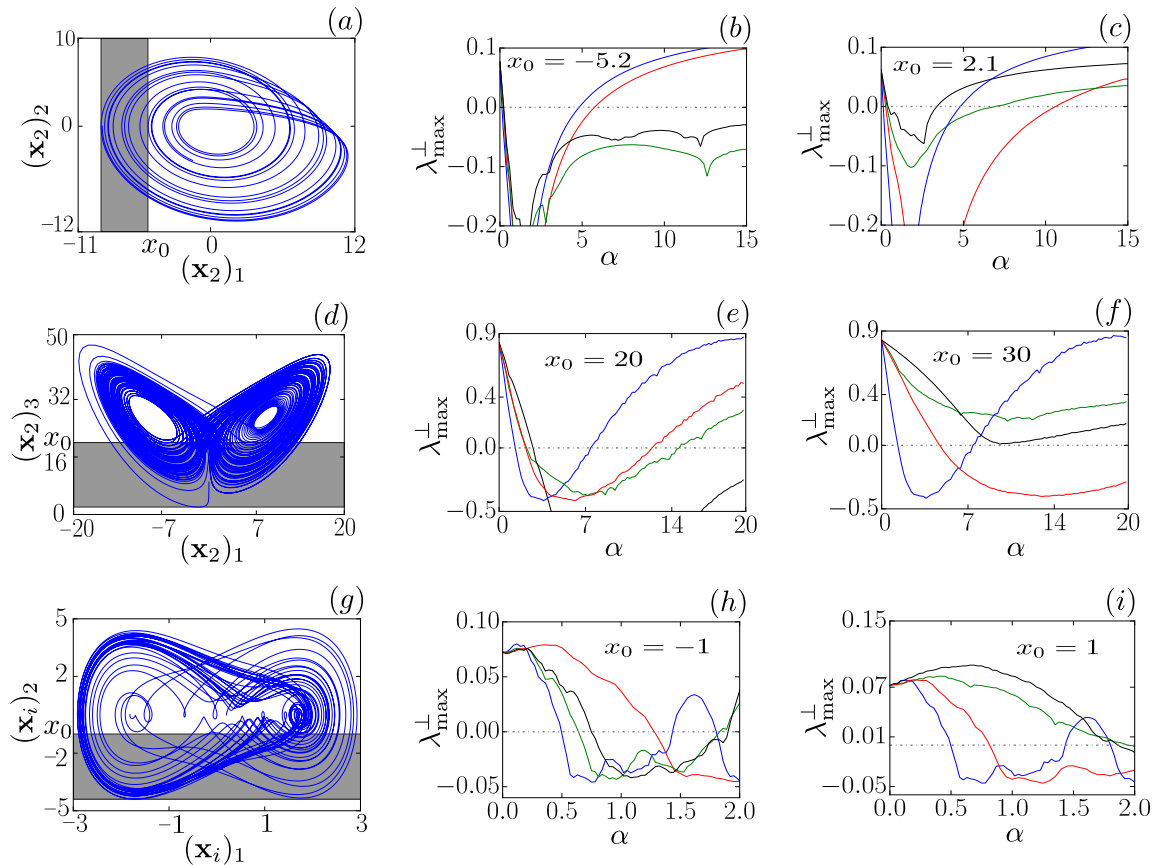 (a)
10
0
−12
(x₂)₂
−11
x₀
0
12
(x₂)₁
(b)
x₀ = −5.2
0.1
0.0
−0.1
−0.2
λ⊥max
0
5
10
15
α
(c)
x₀ = 2.1
0.1
0.0
−0.1
−0.2
λ⊥max
0
5
10
15
α
(d)
50
32
x₀
16
0
(x₂)₃
−20
−7
7
20
(x₂)₁
(e)
x₀ = 20
0.9
0.4
0.0
−0.5
λ⊥max
0
7
14
20
α
(f)
x₀ = 30
0.9
0.4
0.0
−0.5
λ⊥max
0
7
14
20
α
(g)
5
2
x₀
−2
−5
(xᵢ)₂
−3
−1
1
3
(xᵢ)₁
(h)
x₀ = −1
0.10
0.05
0.00
−0.05
λ⊥max
0.0
0.5
1.0
1.5
2.0
α
(i)
x₀ = 1
0.15
0.07
0.01
−0.05
λ⊥max
0.0
0.5
1.0
1.5
2.0
α